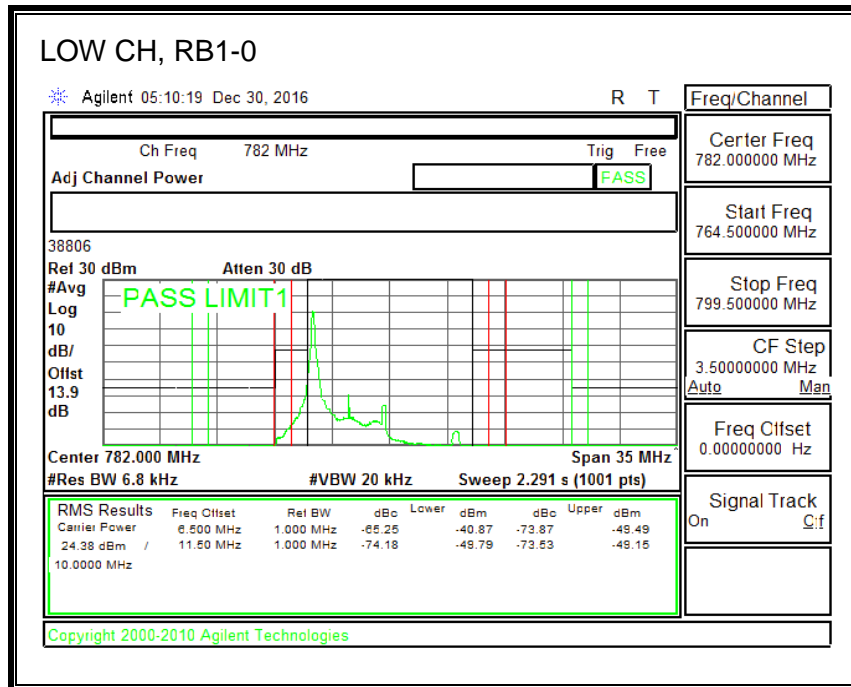 LOW CH, RB1-0
Agilent 05:10:19 Dec 30, 2016 R T
Freq/Channel
Ch Freq 782 MHz Trig Free
Adj Channel Power PASS
Center Freq
782.000000 MHz
Start Freq
764.500000 MHz
Stop Freq
799.500000 MHz
CF Step
3.50000000 MHz
Auto Man
Freq Offset
0.00000000 Hz
Signal Track
On Off
38806
Ref 30 dBm Atten 30 dB
#Avg
Log
10
dB/
Offst
13.9
dB
PASS LIMIT1
Center 782.000 MHz Span 35 MHz^
#Res BW 6.8 kHz #VBW 20 kHz Sweep 2.291 s (1001 pts)
RMS Results Freq Offset Ref BW dBc Lower dBm dBc Upper dBm
Carrier Power 6.500 MHz 1.000 MHz -65.25 -40.87 -73.87 -49.49
24.38 dBm / 11.50 MHz 1.000 MHz -74.18 -49.79 -73.53 -49.15
10.0000 MHz
Copyright 2000-2010 Agilent Technologies